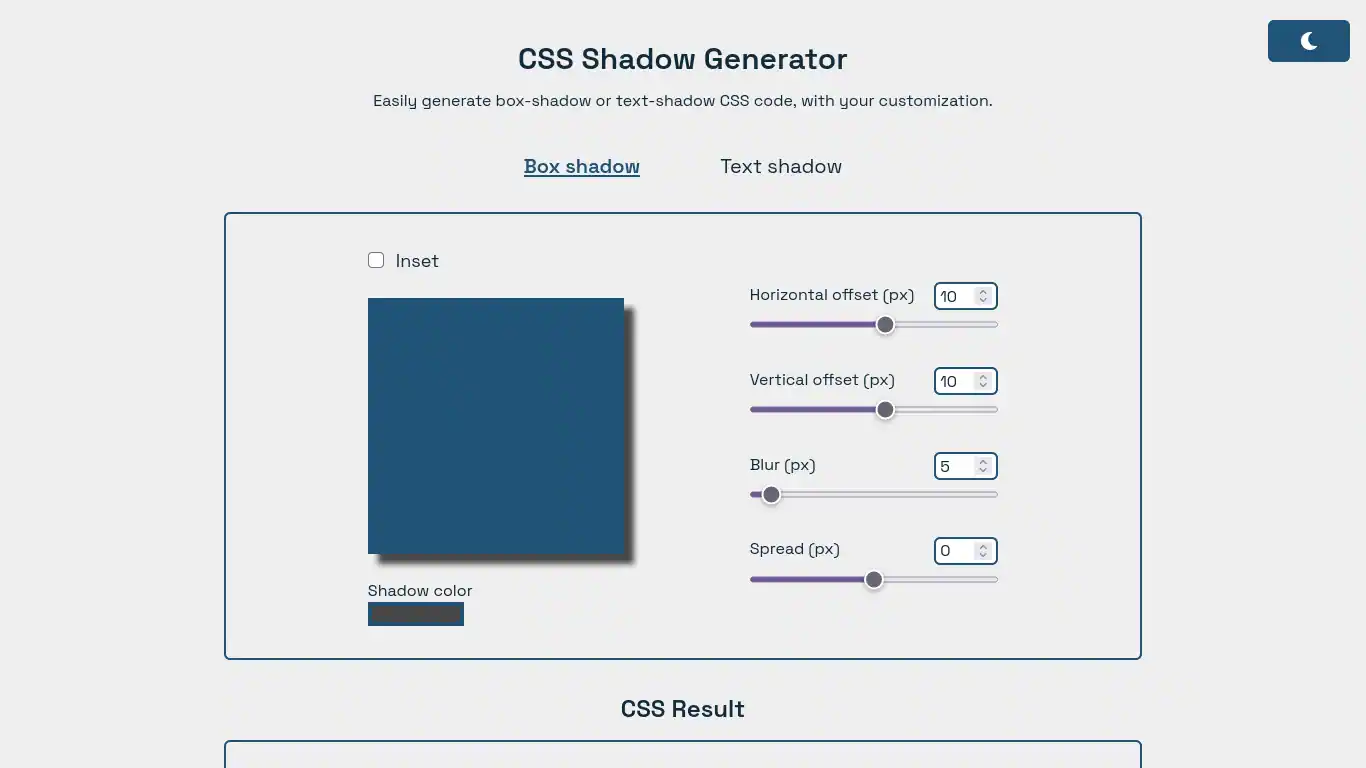 CSS Shadow Generator
Easily generate box-shadow or text-shadow CSS code, with your customization.
Box shadow
Text shadow
Inset
Shadow color
Horizontal offset (px)
10
Vertical offset (px)
10
Blur (px)
5
Spread (px)
0
CSS Result